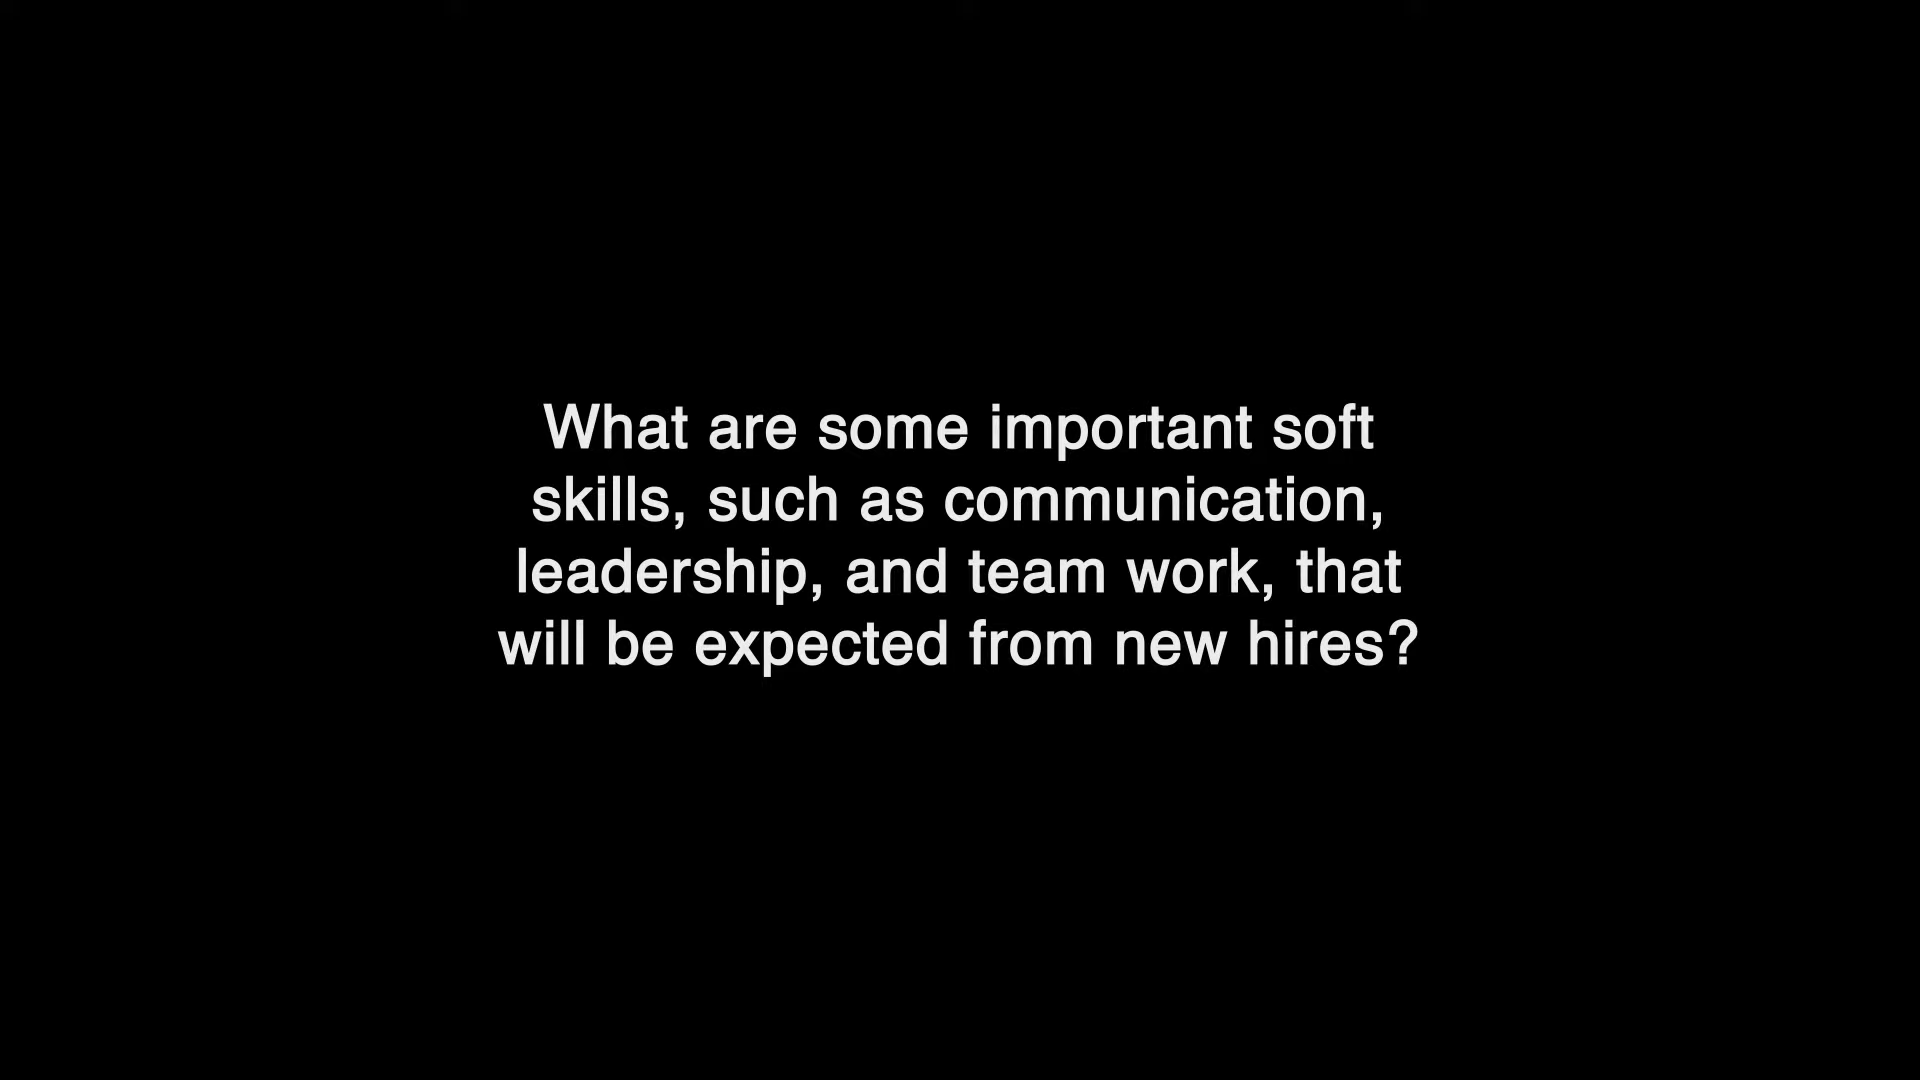 What are some important soft
skills, such as communication,
leadership, and team work, that
will be expected from new hires?